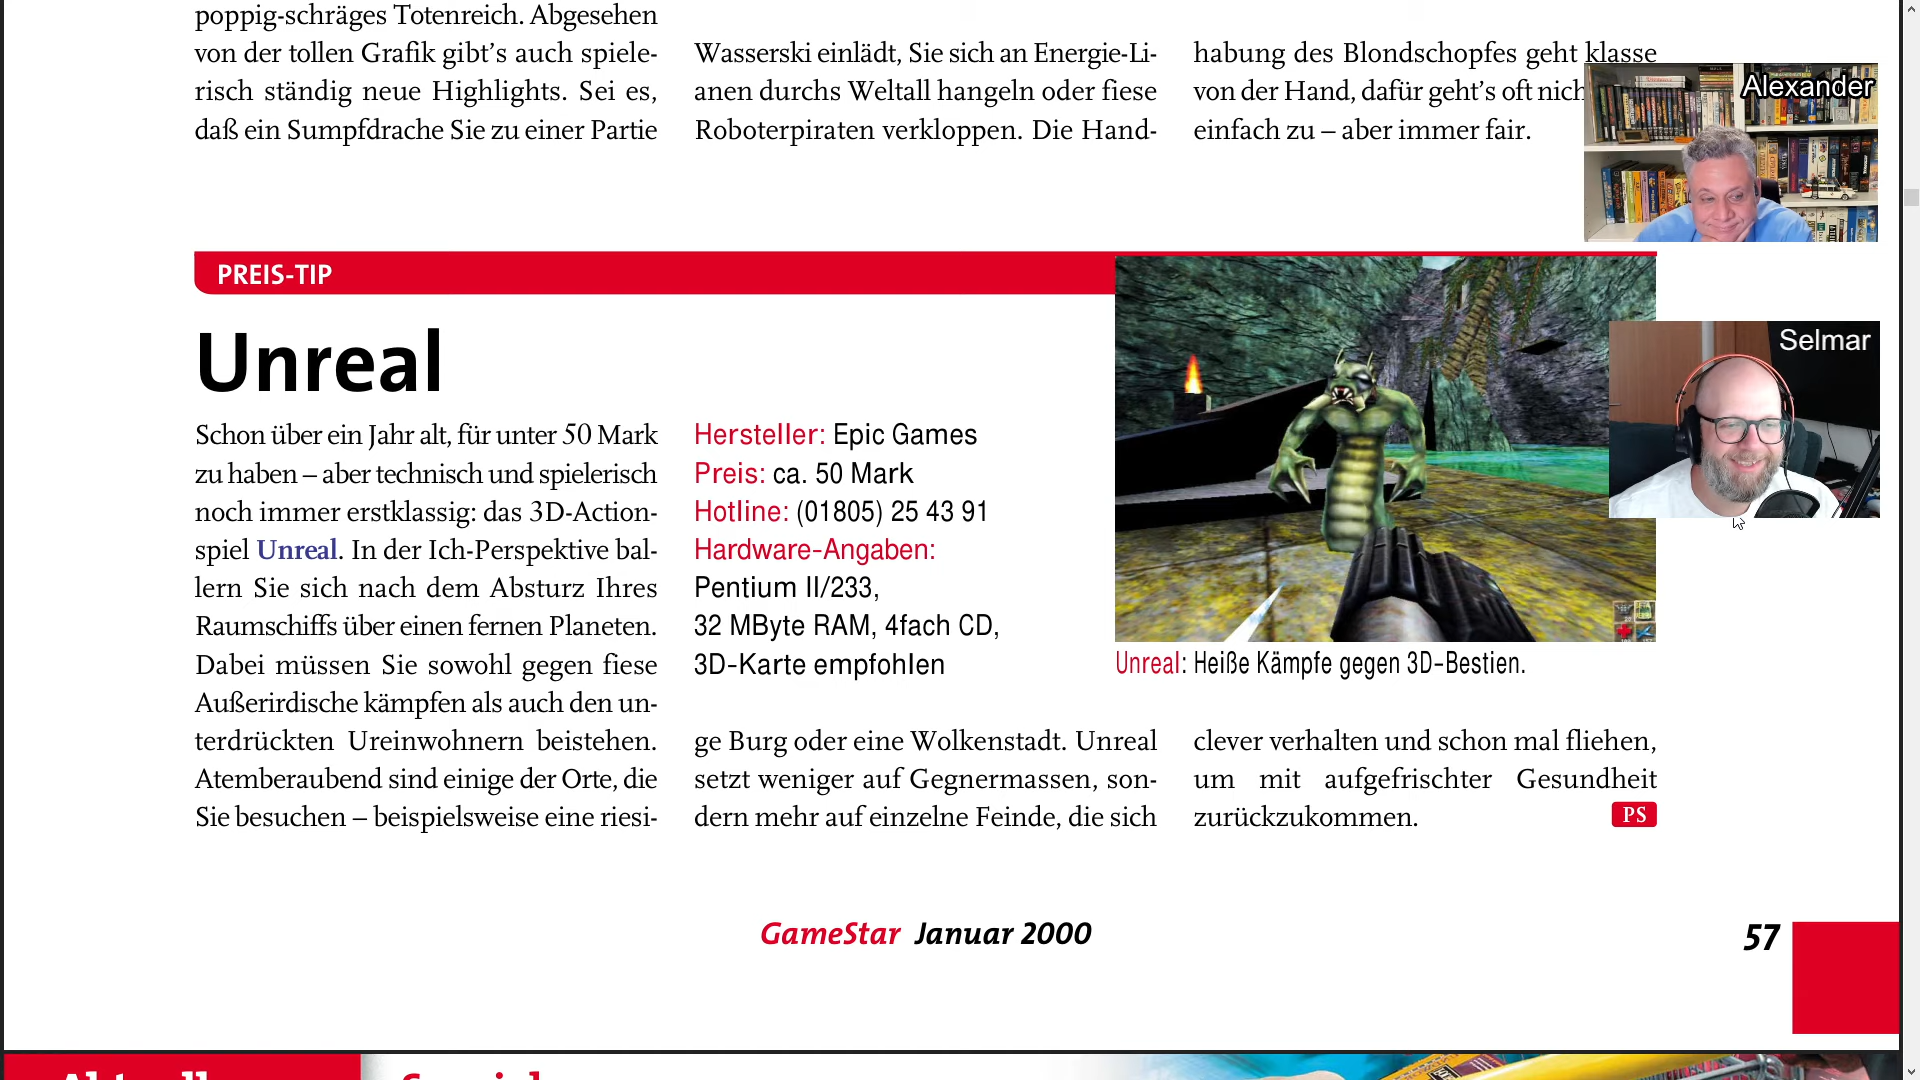 poppig-schräges Totenreich. Abgesehen
von der tollen Grafik gibt's auch spiele-
risch ständig neue Highlights. Sei es,
daß ein Sumpfdrache Sie zu einer Partie
Wasserski einlädt, Sie sich an Energie-Li-
anen durchs Weltall hangeln oder fiese
Roboterpiraten verkloppen. Die Hand-
habung des Blondschopfes geht klasse
von der Hand, dafür geht's oft nich
einfach zu – aber immer fair.
Alexander
PREIS-TIP
Unreal
Schon über ein Jahr alt, für unter 50 Mark
zu haben – aber technisch und spielerisch
noch immer erstklassig: das 3D-Action-
spiel Unreal. In der Ich-Perspektive bal-
lern Sie sich nach dem Absturz Ihres
Raumschiffs über einen fernen Planeten.
Dabei müssen Sie sowohl gegen fiese
Außerirdische kämpfen als auch den un-
terdrückten Ureinwohnern beistehen.
Atemberaubend sind einige der Orte, die
Sie besuchen – beispielsweise eine riesi-
Hersteller: Epic Games
Preis: ca. 50 Mark
Hotline: (01805) 25 43 91
Hardware-Angaben:
Pentium II/233,
32 MByte RAM, 4fach CD,
3D-Karte empfohlen
ge Burg oder eine Wolkenstadt. Unreal
setzt weniger auf Gegnermassen, son-
dern mehr auf einzelne Feinde, die sich
Selmar
Unreal: Heiße Kämpfe gegen 3D-Bestien.
clever verhalten und schon mal fliehen,
um mit aufgefrischter Gesundheit
zurückzukommen.
PS
GameStar Januar 2000
57